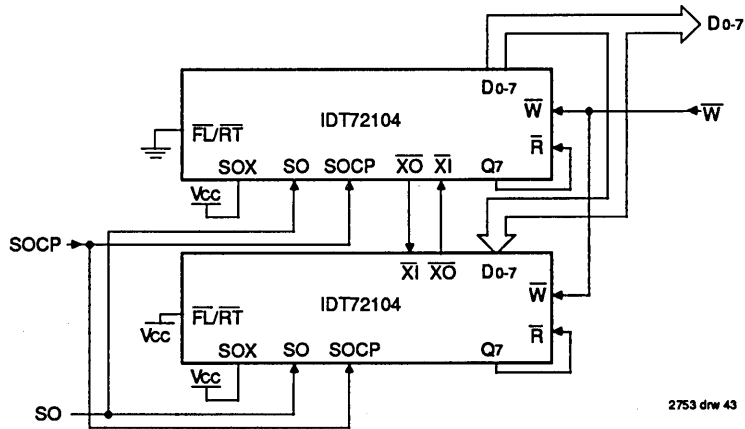 D0-7
D0-7
IDT72104
W
W
FL/RT
R
SOX SO SOCP XO XI Q7
Vcc
SOCP
XI XO D0-7
IDT72104
W
FL/RT
R
Vcc
SOX SO SOCP Q7
Vcc
SO
2753 drw 43